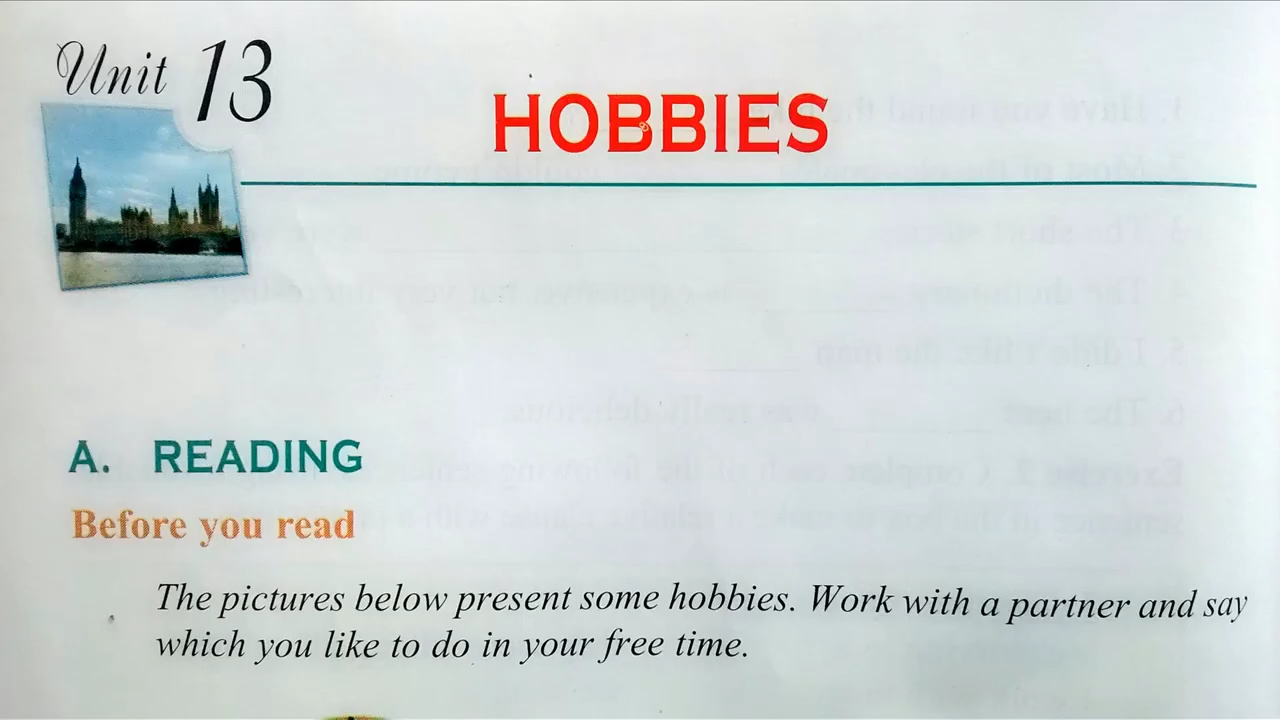 Unit 13
HOBBIES
A. READING
Before you read
The pictures below present some hobbies. Work with a partner and say
which you like to do in your free time.